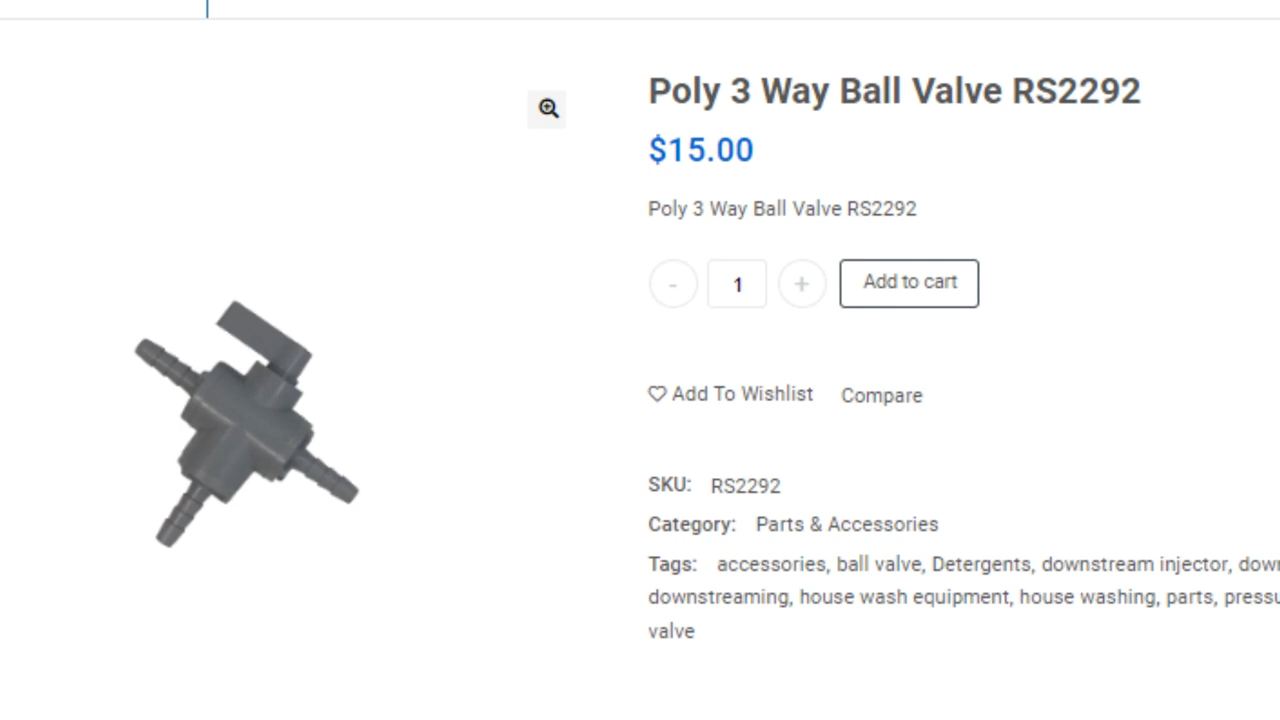 Poly 3 Way Ball Valve RS2292
$15.00
Poly 3 Way Ball Valve RS2292
- 1 + Add to cart
Add To Wishlist Compare
SKU: RS2292
Category: Parts & Accessories
Tags: accessories, ball valve, Detergents, downstream injector,
downstreaming, house wash equipment, house washing, parts,
valve